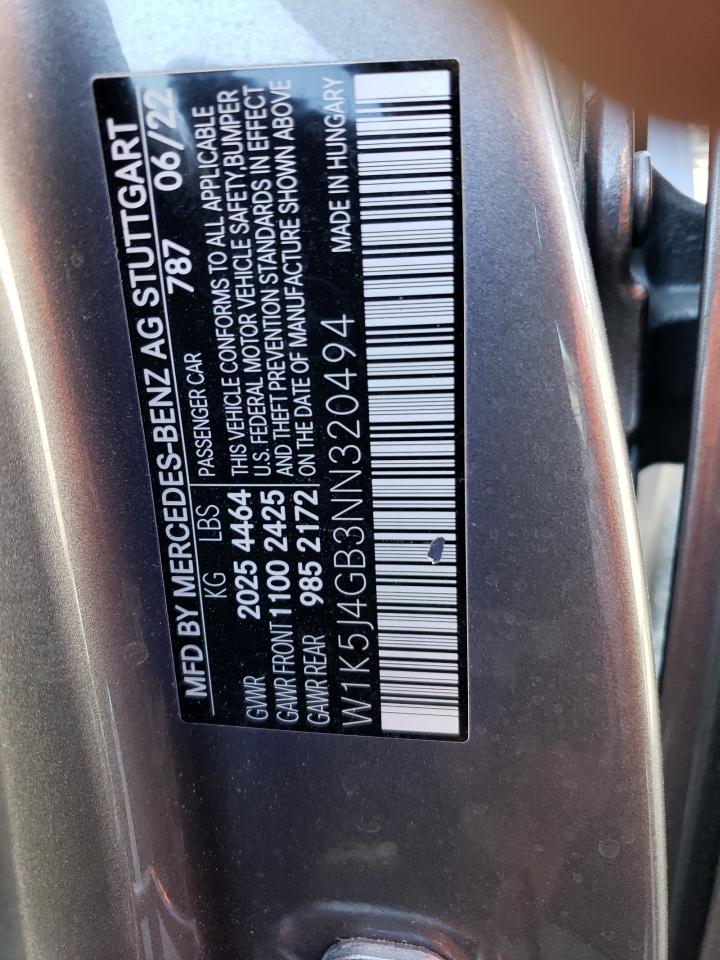 MFD BY MERCEDES-BENZ AG STUTTGART
787 06/22
KG LBS PASSENGER CAR
GVWR 2025 4464 THIS VEHICLE CONFORMS TO ALL APPLICABLE
U.S. FEDERAL MOTOR VEHICLE SAFETY,BUMPER
GAWR FRONT 1100 2425 AND THEFT PREVENTION STANDARDS IN EFFECT
GAWR REAR 985 2172 ON THE DATE OF MANUFACTURE SHOWN ABOVE
W1K5J4GB3NN320494 MADE IN HUNGARY